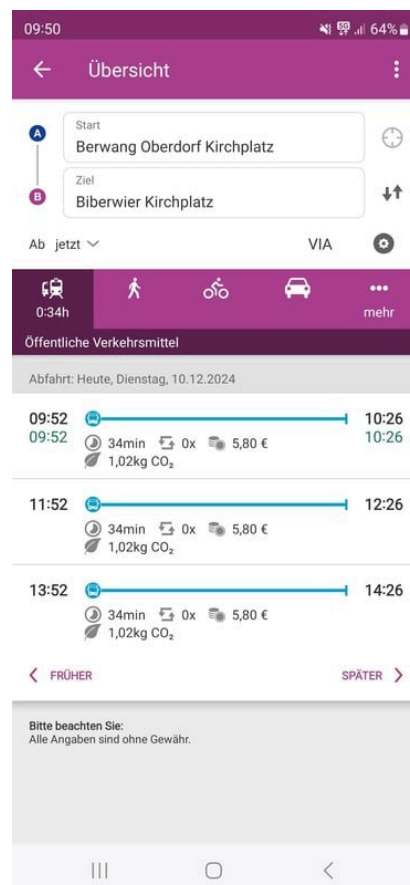 09:50 5G 64%
Übersicht
A Start
Berwang Oberdorf Kirchplatz
Ziel
B Biberwier Kirchplatz
Ab jetzt VIA
0:34h mehr
Öffentliche Verkehrsmittel
Abfahrt: Heute, Dienstag, 10.12.2024
09:52 10:26
09:52 34min 0x 5,80 € 10:26
1,02kg CO₂
11:52 12:26
34min 0x 5,80 €
1,02kg CO₂
13:52 14:26
34min 0x 5,80 €
1,02kg CO₂
FRÜHER SPÄTER
Bitte beachten Sie:
Alle Angaben sind ohne Gewähr.